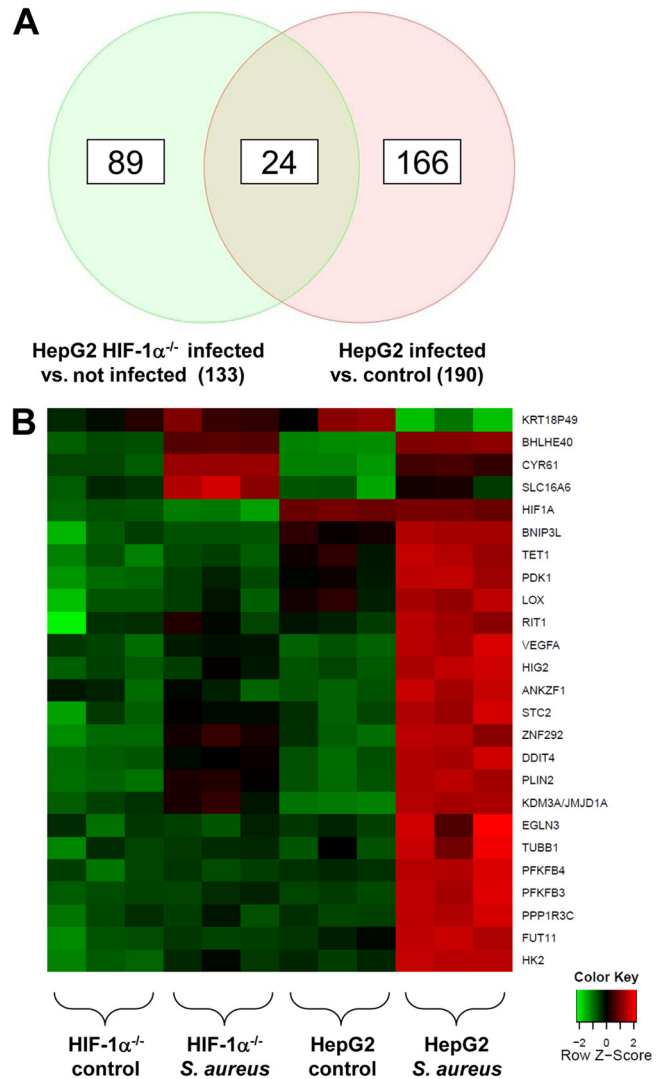 A
89
24
166
HepG2 HIF-1α-/- infected
vs. not infected (133)
HepG2 infected
vs. control (190)
B
KRT18P49
BHLHE40
CYR61
SLC16A6
HIF1A
BNIP3L
TET1
PDK1
LOX
RIT1
VEGFA
HIG2
ANKZF1
STC2
ZNF292
DDIT4
PLIN2
KDM3A/JMJD1A
EGLN3
TUBB1
PFKFB4
PFKFB3
PPP1R3C
FUT11
HK2
HIF-1α-/-
control
HIF-1α-/-
S. aureus
HepG2
control
HepG2
S. aureus
Color Key
−2 0 2
Row Z-Score